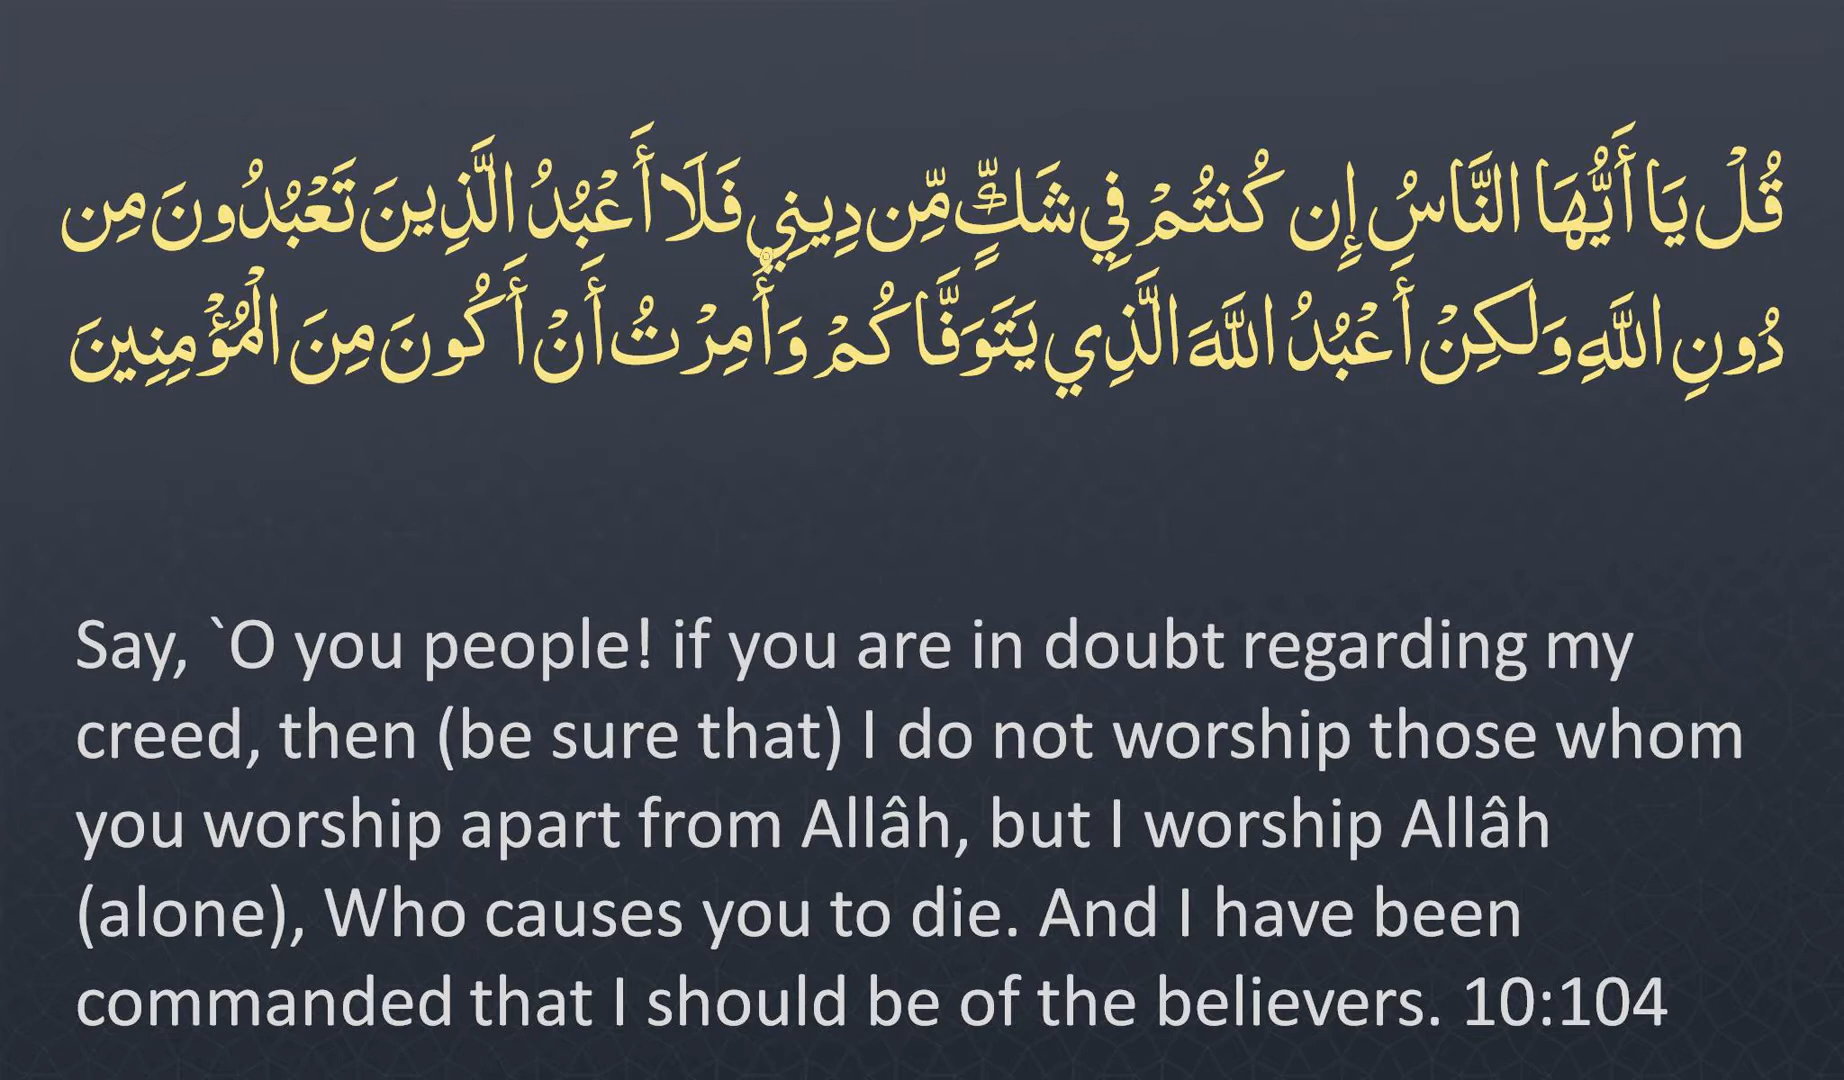 قُلْ يَا أَيُّهَا النَّاسُ إِن كُنتُمْ فِي شَكٍّ مِّن دِينِي فَلَا أَعْبُدُ الَّذِينَ تَعْبُدُونَ مِن
دُونِ اللَّهِ وَلَكِنْ أَعْبُدُ اللَّهَ الَّذِي يَتَوَفَّاكُمْ وَأُمِرْتُ أَنْ أَكُونَ مِنَ الْمُؤْمِنِينَ
Say, `O you people! if you are in doubt regarding my
creed, then (be sure that) I do not worship those whom
you worship apart from Allâh, but I worship Allâh
(alone), Who causes you to die. And I have been
commanded that I should be of the believers. 10:104